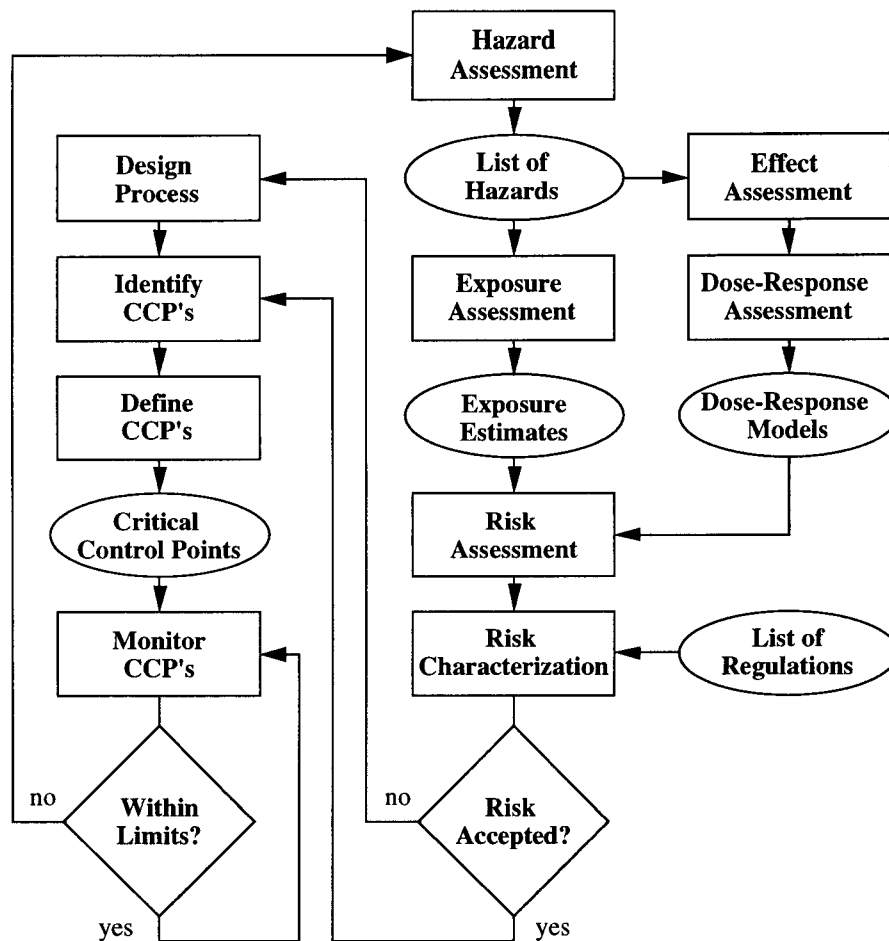 Hazard
Assessment
Design
Process
List of
Hazards
Effect
Assessment
Identify
CCP's
Exposure
Assessment
Dose-Response
Assessment
Define
CCP's
Exposure
Estimates
Dose-Response
Models
Critical
Control Points
Risk
Assessment
Monitor
CCP's
Risk
Characterization
List of
Regulations
no
Within
Limits?
no
Risk
Accepted?
yes
yes